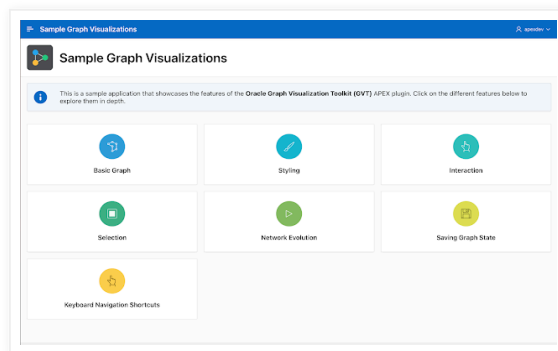 Sample Graph Visualizations
apexdev
Sample Graph Visualizations
This is a sample application that showcases the features of the Oracle Graph Visualization Toolkit (GVT) APEX plugin. Click on the different features below to
explore them in depth.
Basic Graph
Styling
Interaction
Selection
Network Evolution
Saving Graph State
Keyboard Navigation Shortcuts